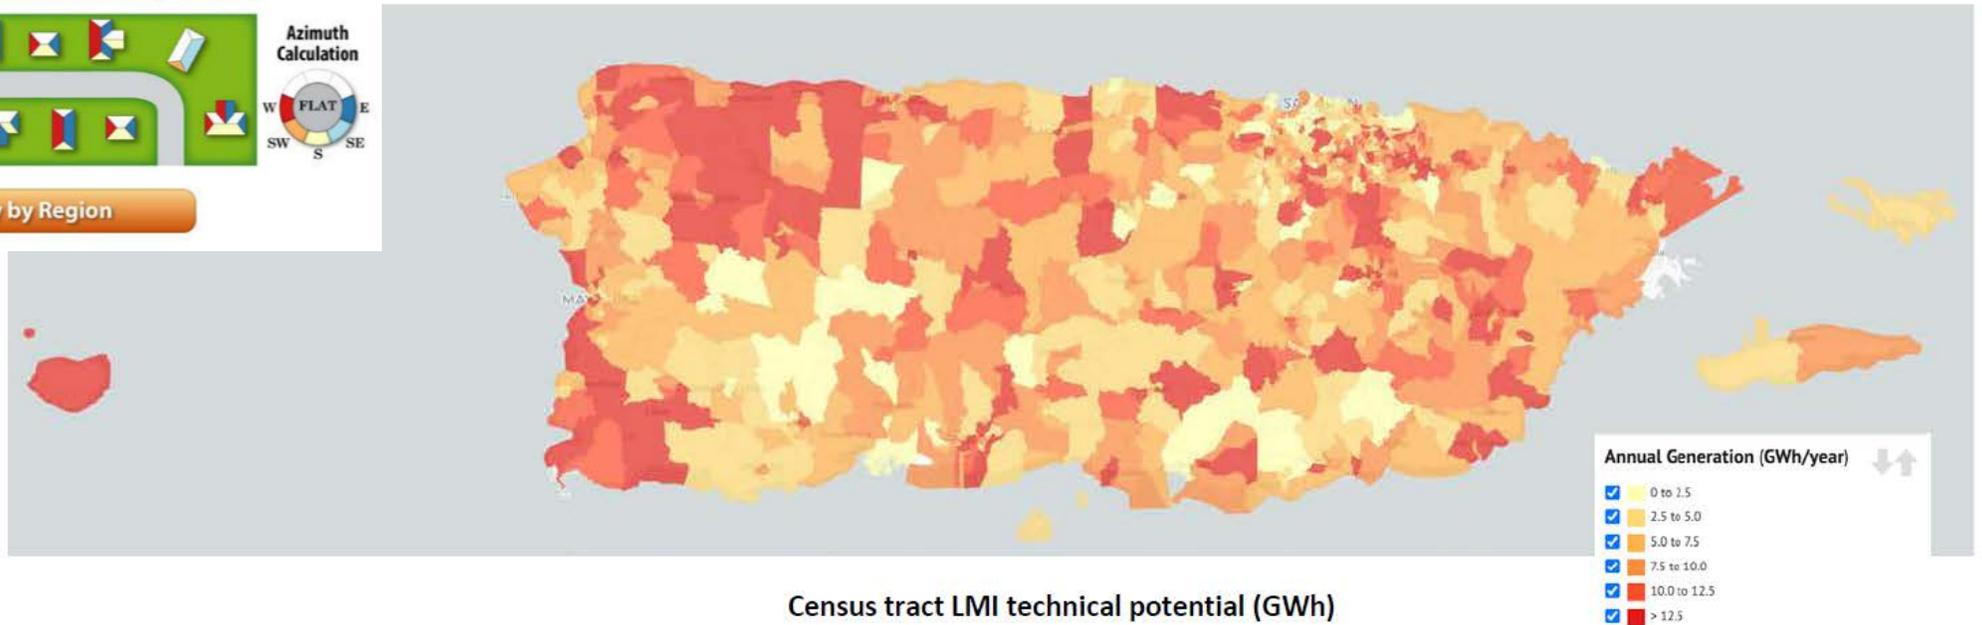 Azimuth
Calculation
W
FLAT
E
SW
S
SE
by Region
Annual Generation (GWh/year)
0 to 2.5
2.5 to 5.0
5.0 to 7.5
7.5 to 10.0
10.0 to 12.5
> 12.5
Census tract LMI technical potential (GWh)